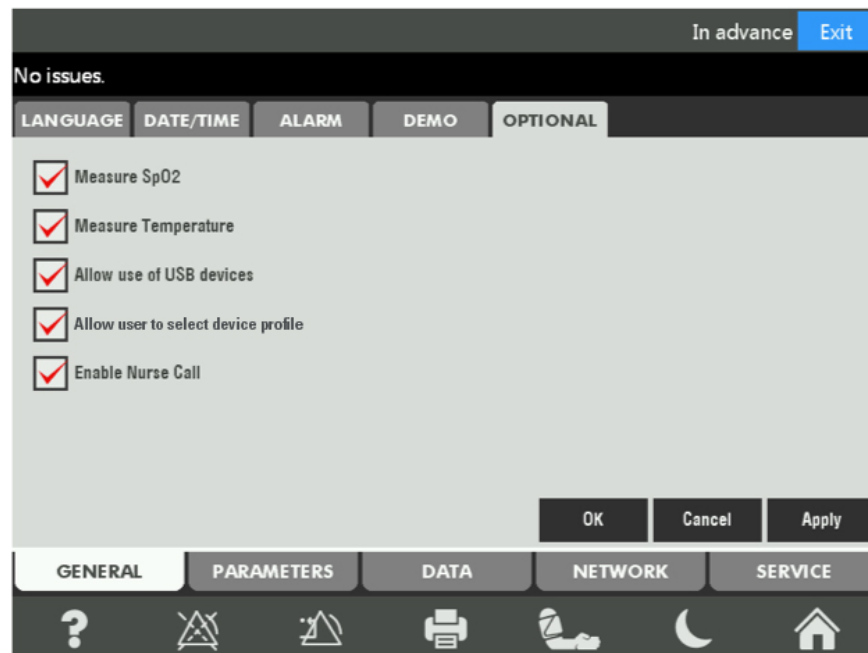 In advance Exit
No issues.
LANGUAGE DATE/TIME ALARM DEMO OPTIONAL
Measure SpO2
Measure Temperature
Allow use of USB devices
Allow user to select device profile
Enable Nurse Call
OK Cancel Apply
GENERAL PARAMETERS DATA NETWORK SERVICE
?